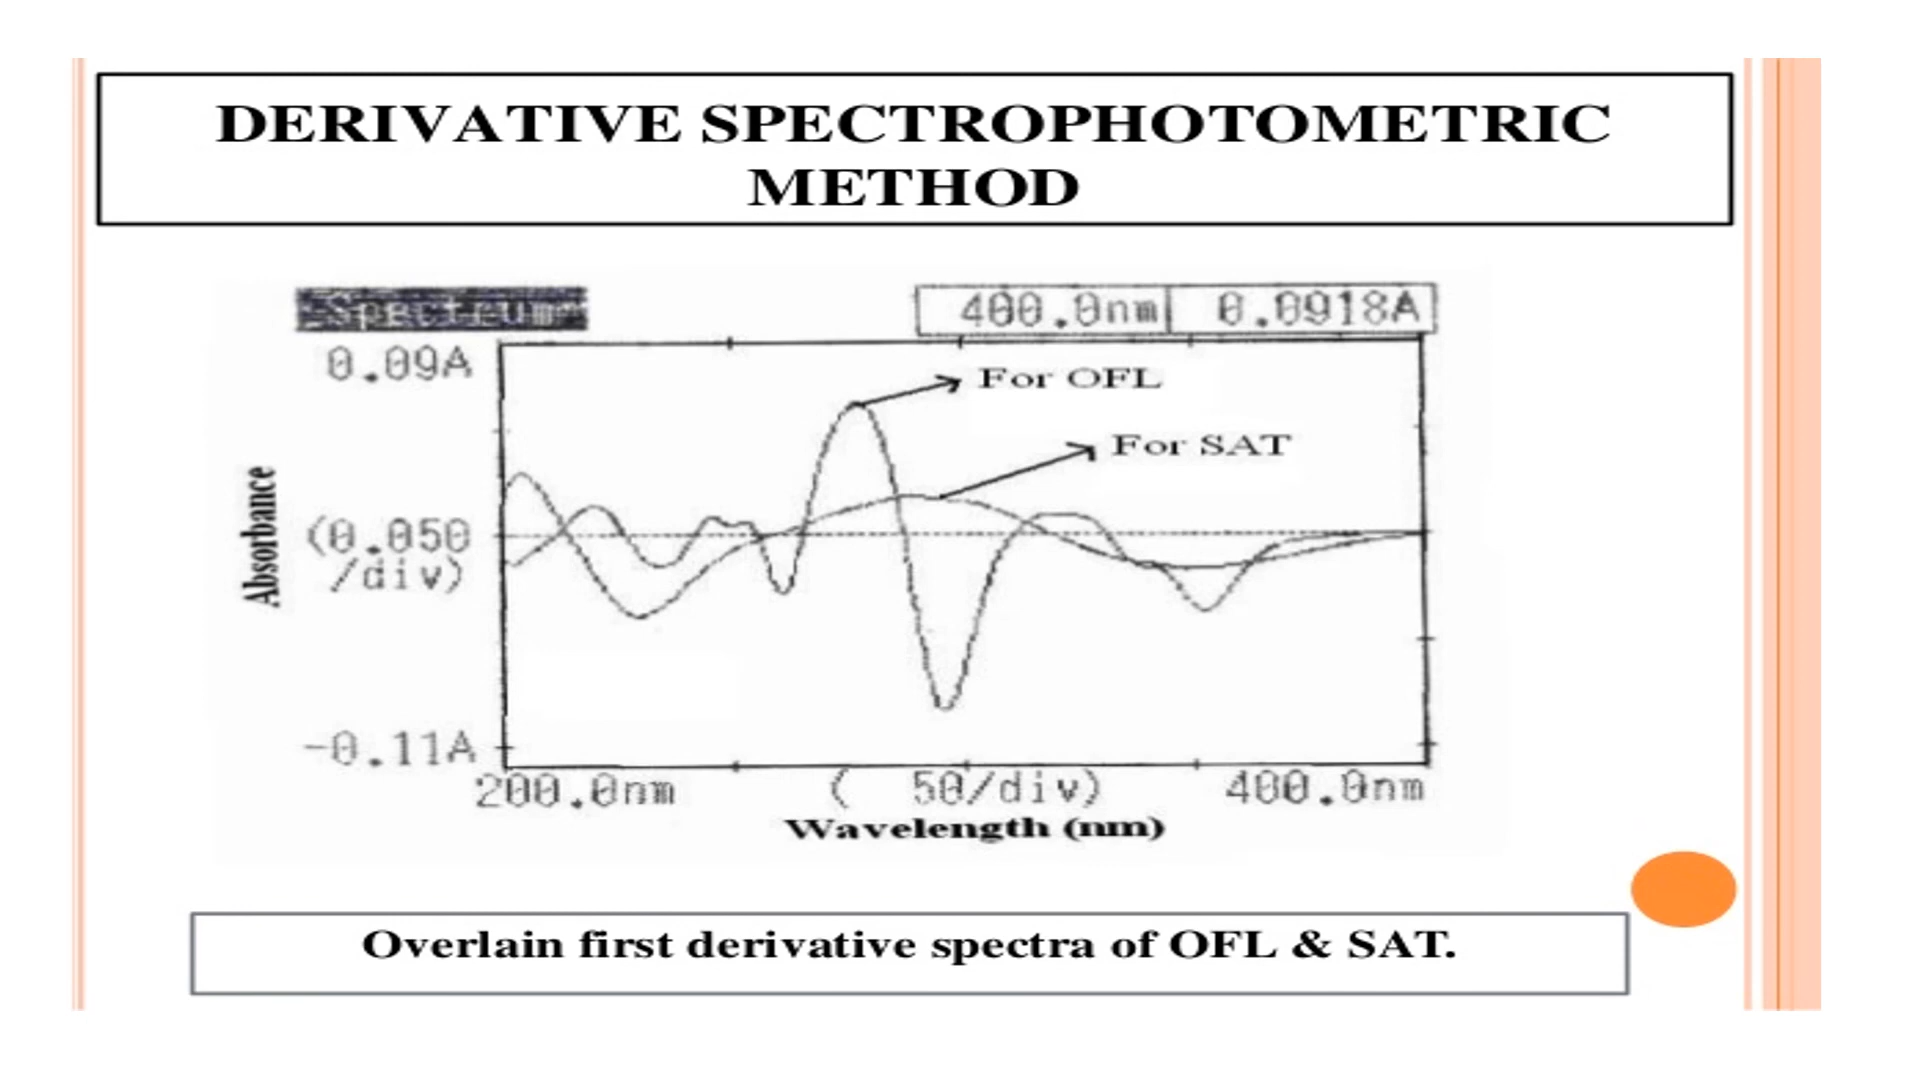 DERIVATIVE SPECTROPHOTOMETRIC
METHOD
Spectrum
400.0nm 0.0918A
0.09A
For OFL
For SAT
Absorbance
(0.050
/div)
-0.11A
200.0nm ( 50/div) 400.0nm
Wavelength (nm)
Overlain first derivative spectra of OFL & SAT.